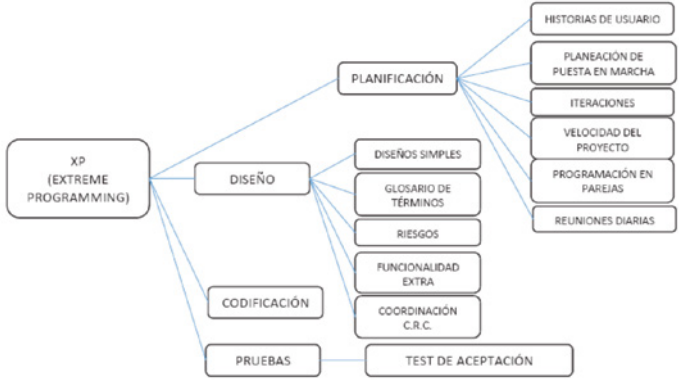 XP
(EXTREME
PROGRAMMING)
PLANIFICACIÓN
HISTORIAS DE USUARIO
PLANEACIÓN DE
PUESTA EN MARCHA
ITERACIONES
VELOCIDAD DEL
PROYECTO
PROGRAMACIÓN EN
PAREJAS
REUNIONES DIARIAS
DISEÑO
DISEÑOS SIMPLES
GLOSARIO DE
TÉRMINOS
RIESGOS
FUNCIONALIDAD
EXTRA
COORDINACIÓN
C.R.C.
CODIFICACIÓN
PRUEBAS
TEST DE ACEPTACIÓN